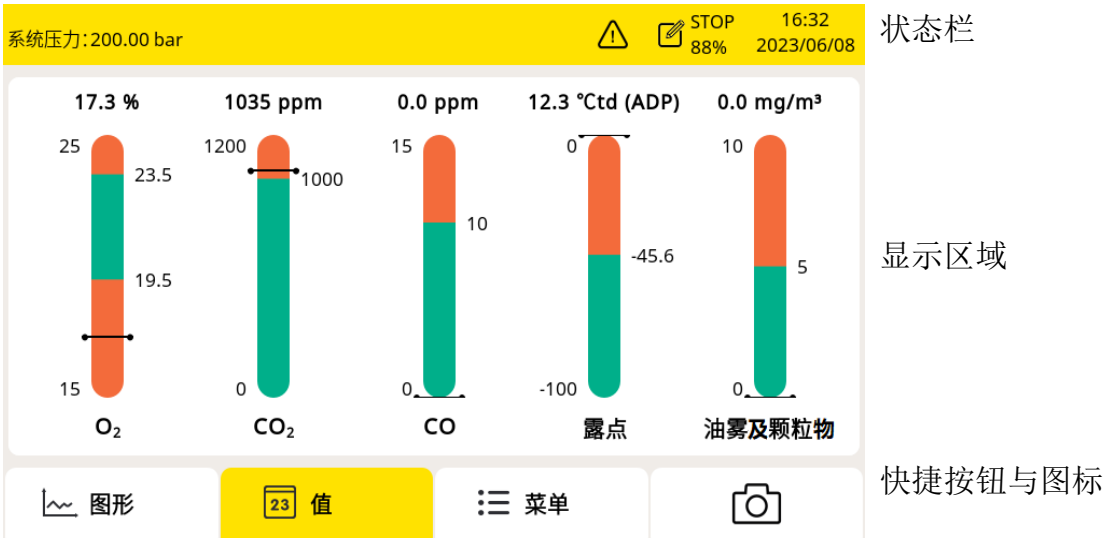 系统压力：200.00 bar
STOP
88%
16:32
2023/06/08
状态栏
17.3 %
1035 ppm
0.0 ppm
12.3 ℃td (ADP)
0.0 mg/m³
25
23.5
19.5
15
1200
1000
0
15
10
0
0
-45.6
-100
10
5
0
显示区域
O₂
CO₂
CO
露点
油雾及颗粒物
图形
23
值
菜单
快捷按钮与图标